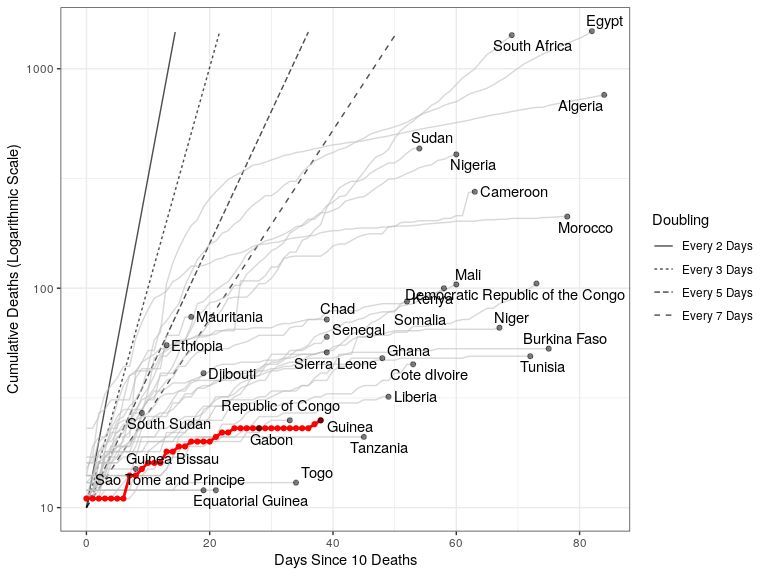 Cumulative Deaths (Logarithmic Scale)
1000
100
10
Egypt
South Africa
Algeria
Sudan
Nigeria
Cameroon
Morocco
Mali
Democratic Republic of the Congo
Kenya
Chad
Mauritania
Somalia
Niger
Senegal
Burkina Faso
Ethiopia
Ghana
Sierra Leone
Tunisia
Djibouti
Cote dIvoire
Liberia
Republic of Congo
South Sudan
Guinea
Gabon
Tanzania
Guinea Bissau
Togo
Sao Tome and Principe
Equatorial Guinea
0
20
40
60
80
Days Since 10 Deaths
Doubling
Every 2 Days
Every 3 Days
Every 5 Days
Every 7 Days